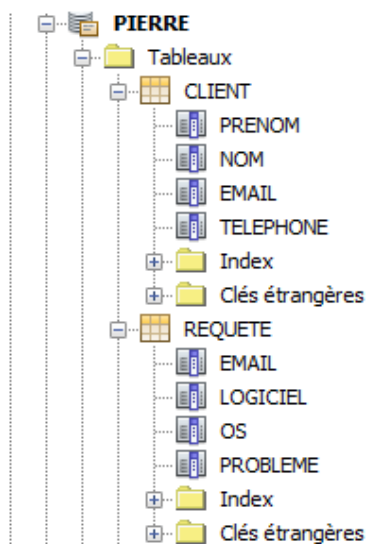 PIERRE
Tableaux
CLIENT
PRENOM
NOM
EMAIL
TELEPHONE
Index
Clés étrangères
REQUETE
EMAIL
LOGICIEL
OS
PROBLEME
Index
Clés étrangères